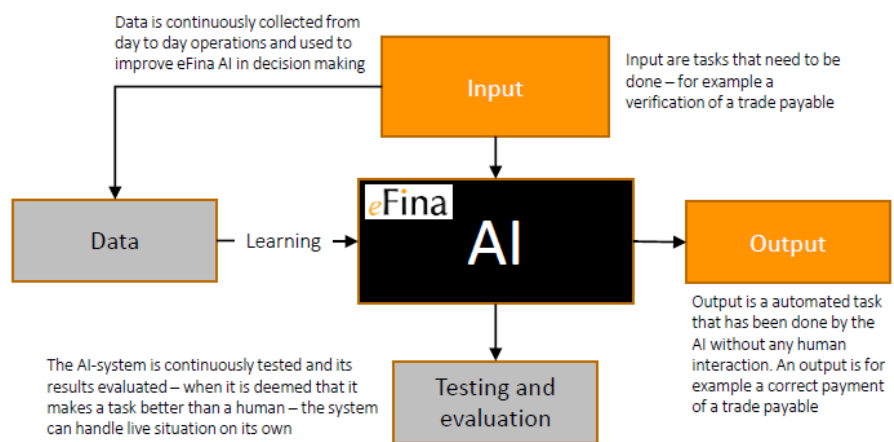 Data is continuously collected from
day to day operations and used to
improve eFina AI in decision making
Input
Input are tasks that need to be
done – for example a
verification of a trade payable
Data
Learning
eFina
AI
Output
Output is a automated task
that has been done by the
AI without any human
interaction. An output is for
example a correct payment
of a trade payable
The AI-system is continuously tested and its
results evaluated – when it is deemed that it
makes a task better than a human – the system
can handle live situation on its own
Testing and
evaluation